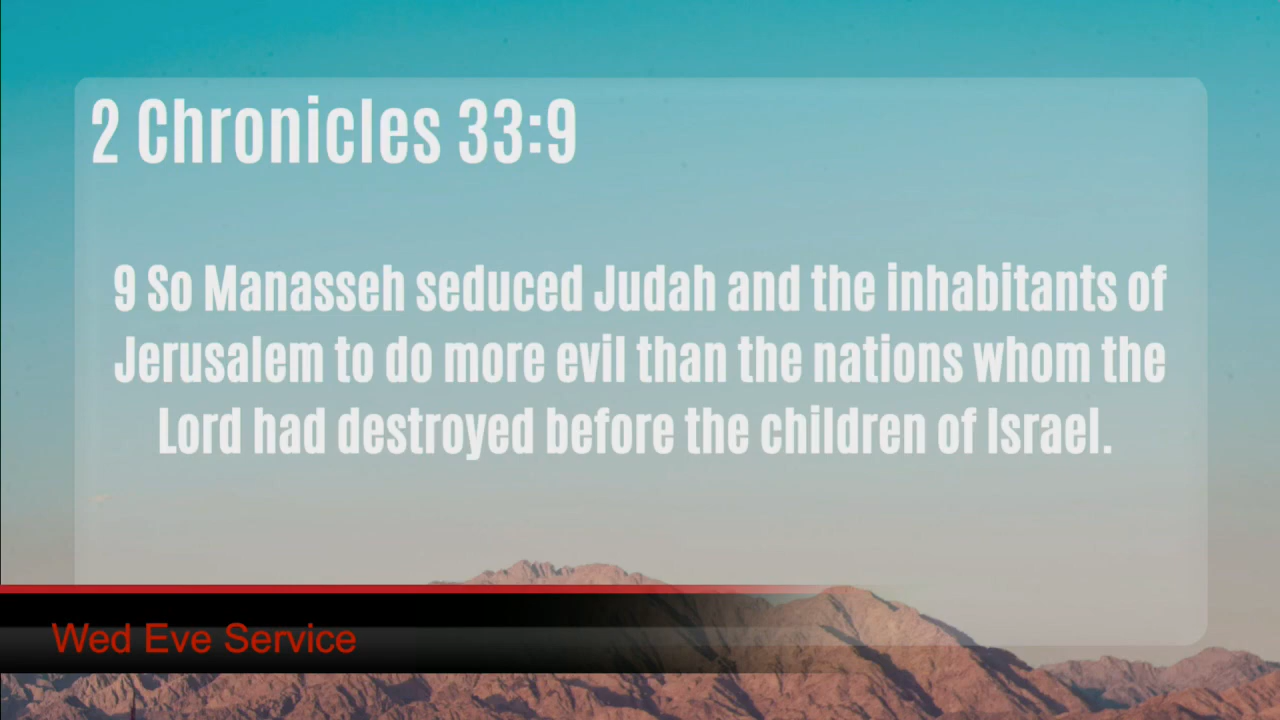 2 Chronicles 33:9
9 So Manasseh seduced Judah and the inhabitants of
Jerusalem to do more evil than the nations whom the
Lord had destroyed before the children of Israel.
Wed Eve Service